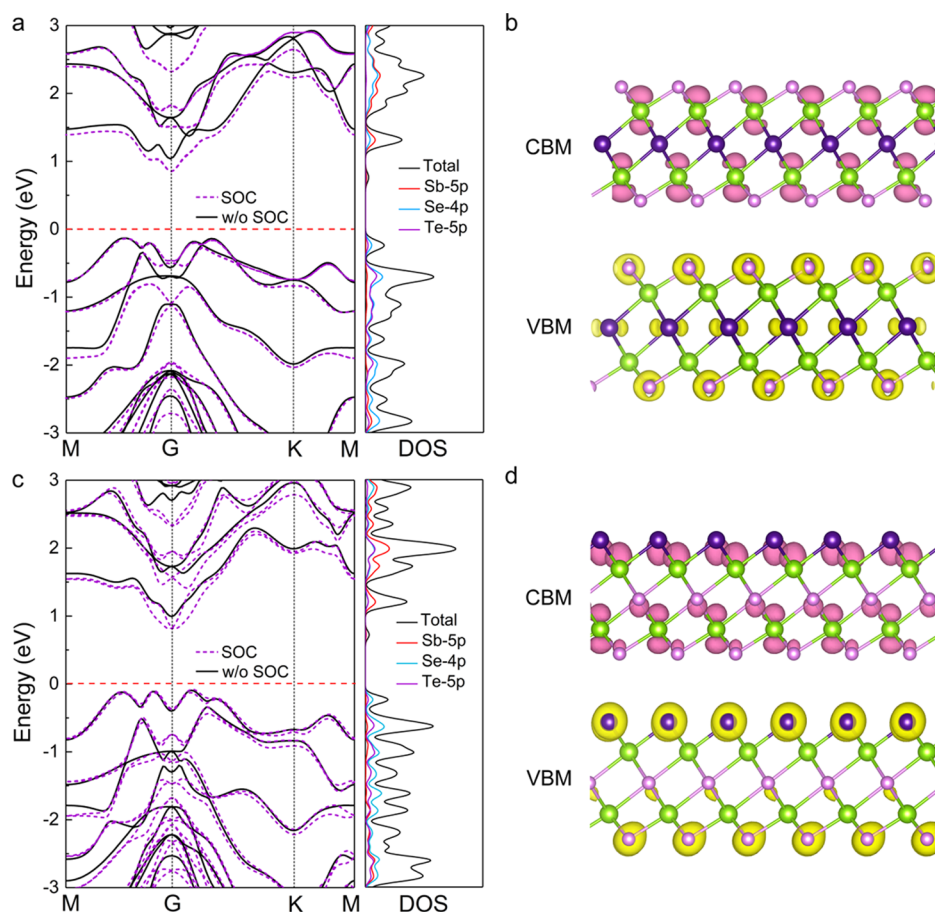 a
b
3
2
1
0
-1
-2
-3
Energy (eV)
SOC
w/o SOC
Total
Sb-5p
Se-4p
Te-5p
M
G
K
M
DOS
CBM
VBM
c
d
3
2
1
0
-1
-2
-3
Energy (eV)
SOC
w/o SOC
Total
Sb-5p
Se-4p
Te-5p
M
G
K
M
DOS
CBM
VBM